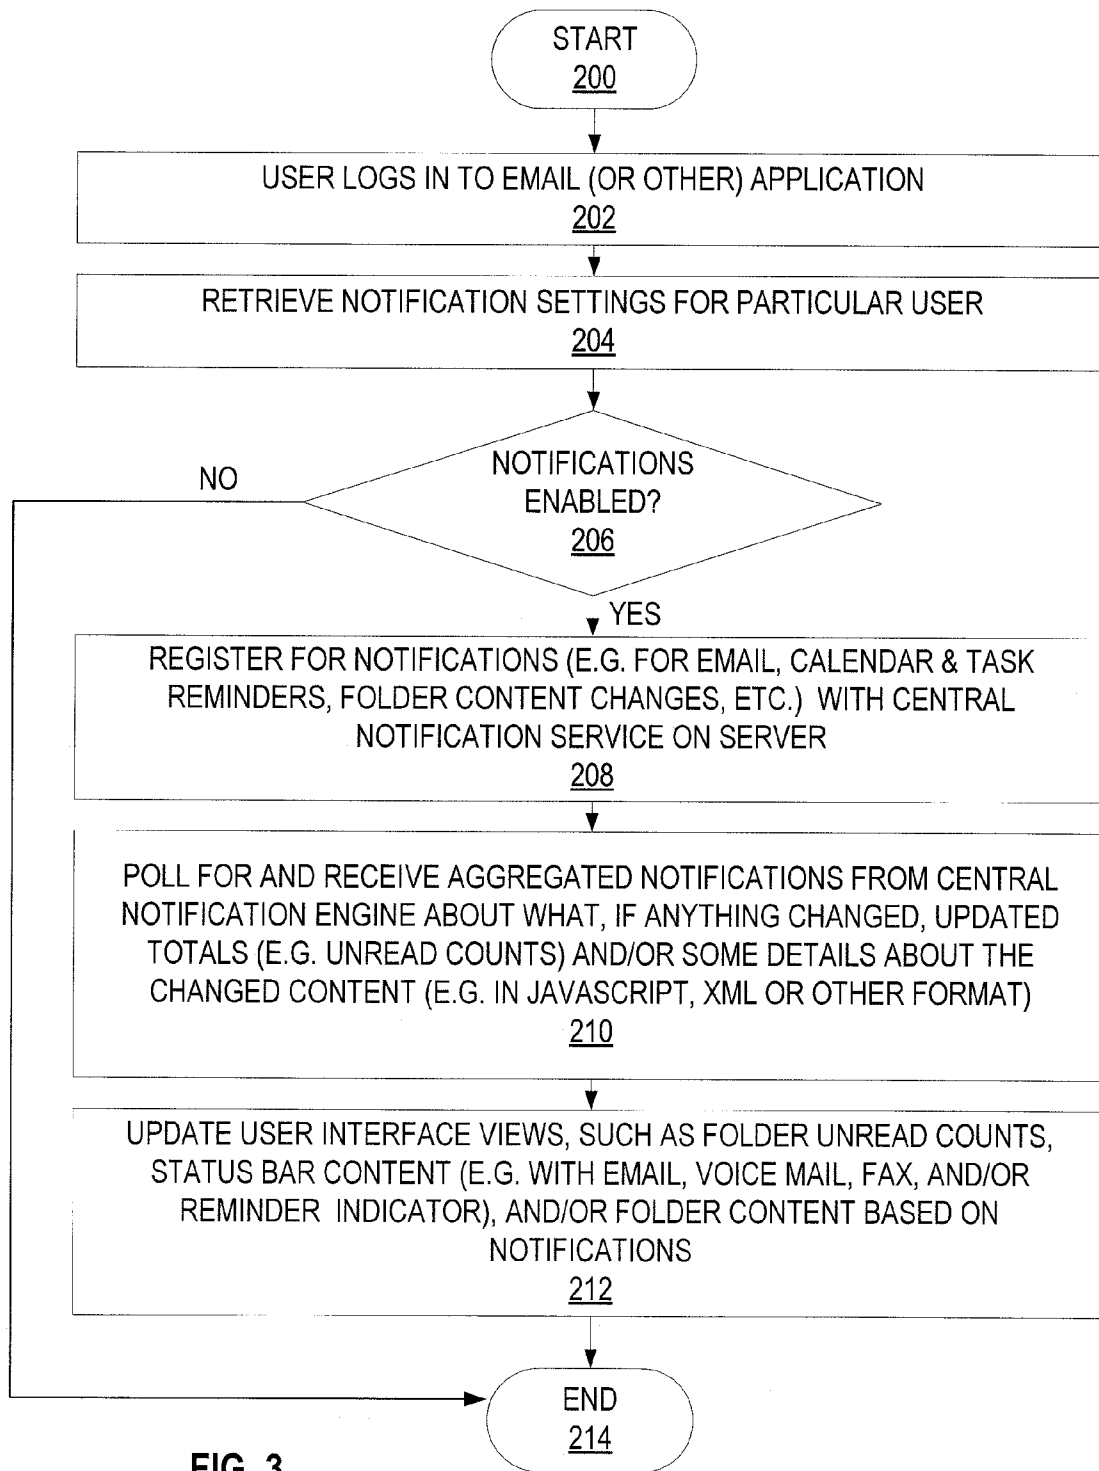 START
200
USER LOGS IN TO EMAIL (OR OTHER) APPLICATION
202
RETRIEVE NOTIFICATION SETTINGS FOR PARTICULAR USER
204
NO
NOTIFICATIONS
ENABLED?
206
YES
REGISTER FOR NOTIFICATIONS (E.G. FOR EMAIL, CALENDAR & TASK
REMINDERS, FOLDER CONTENT CHANGES, ETC.) WITH CENTRAL
NOTIFICATION SERVICE ON SERVER
208
POLL FOR AND RECEIVE AGGREGATED NOTIFICATIONS FROM CENTRAL
NOTIFICATION ENGINE ABOUT WHAT, IF ANYTHING CHANGED, UPDATED
TOTALS (E.G. UNREAD COUNTS) AND/OR SOME DETAILS ABOUT THE
CHANGED CONTENT (E.G. IN JAVASCRIPT, XML OR OTHER FORMAT)
210
UPDATE USER INTERFACE VIEWS, SUCH AS FOLDER UNREAD COUNTS,
STATUS BAR CONTENT (E.G. WITH EMAIL, VOICE MAIL, FAX, AND/OR
REMINDER INDICATOR), AND/OR FOLDER CONTENT BASED ON
NOTIFICATIONS
212
END
214
FIG. 3